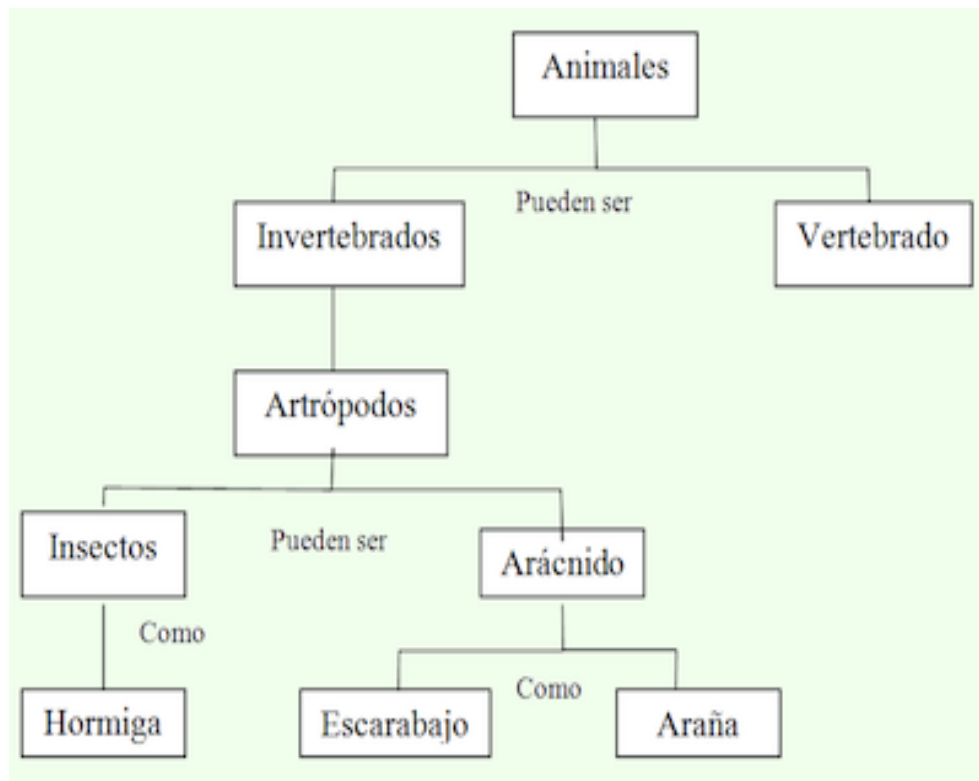 Animales
Pueden ser
Invertebrados
Vertebrado
Artrópodos
Pueden ser
Insectos
Arácnido
Como
Hormiga
Escarabajo
Como
Araña